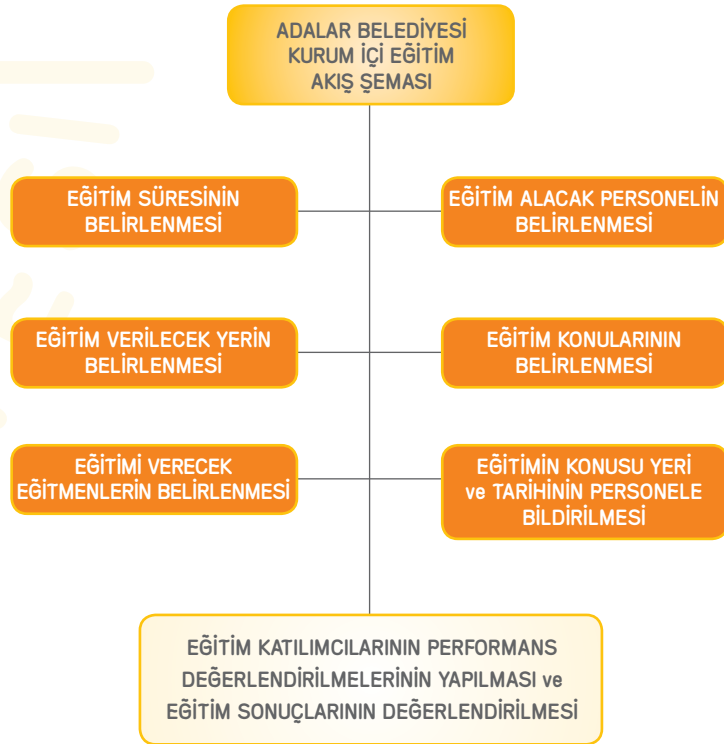 ADALAR BELEDİYESİ
KURUM İÇİ EĞİTİM
AKIŞ ŞEMASI
EĞİTİM SÜRESİNİN
BELİRLENMESİ
EĞİTİM ALACAK PERSONELİN
BELİRLENMESİ
EĞİTİM VERİLECEK YERİN
BELİRLENMESİ
EĞİTİM KONULARININ
BELİRLENMESİ
EĞİTİMİ VERECEK
EĞİTMENLERİN BELİRLENMESİ
EĞİTİMİN KONUSU YERİ
ve TARİHİNİN PERSONELE
BİLDİRİLMESİ
EĞİTİM KATILIMCILARININ PERFORMANS
DEĞERLENDİRİLMELERİNİN YAPILMASI ve
EĞİTİM SONUÇLARININ DEĞERLENDİRİLMESİ